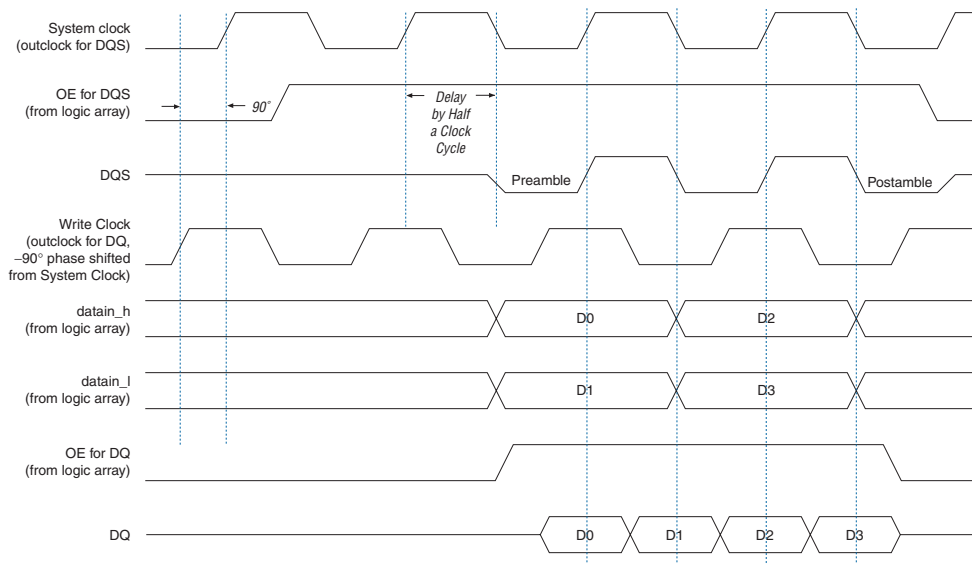 System clock
(outclock for DQS)
OE for DQS
(from logic array)
90°
Delay
by Half
a Clock
Cycle
DQS
Preamble
Postamble
Write Clock
(outclock for DQ,
−90° phase shifted
from System Clock)
datain_h
(from logic array)
D0
D2
datain_l
(from logic array)
D1
D3
OE for DQ
(from logic array)
DQ
D0
D1
D2
D3